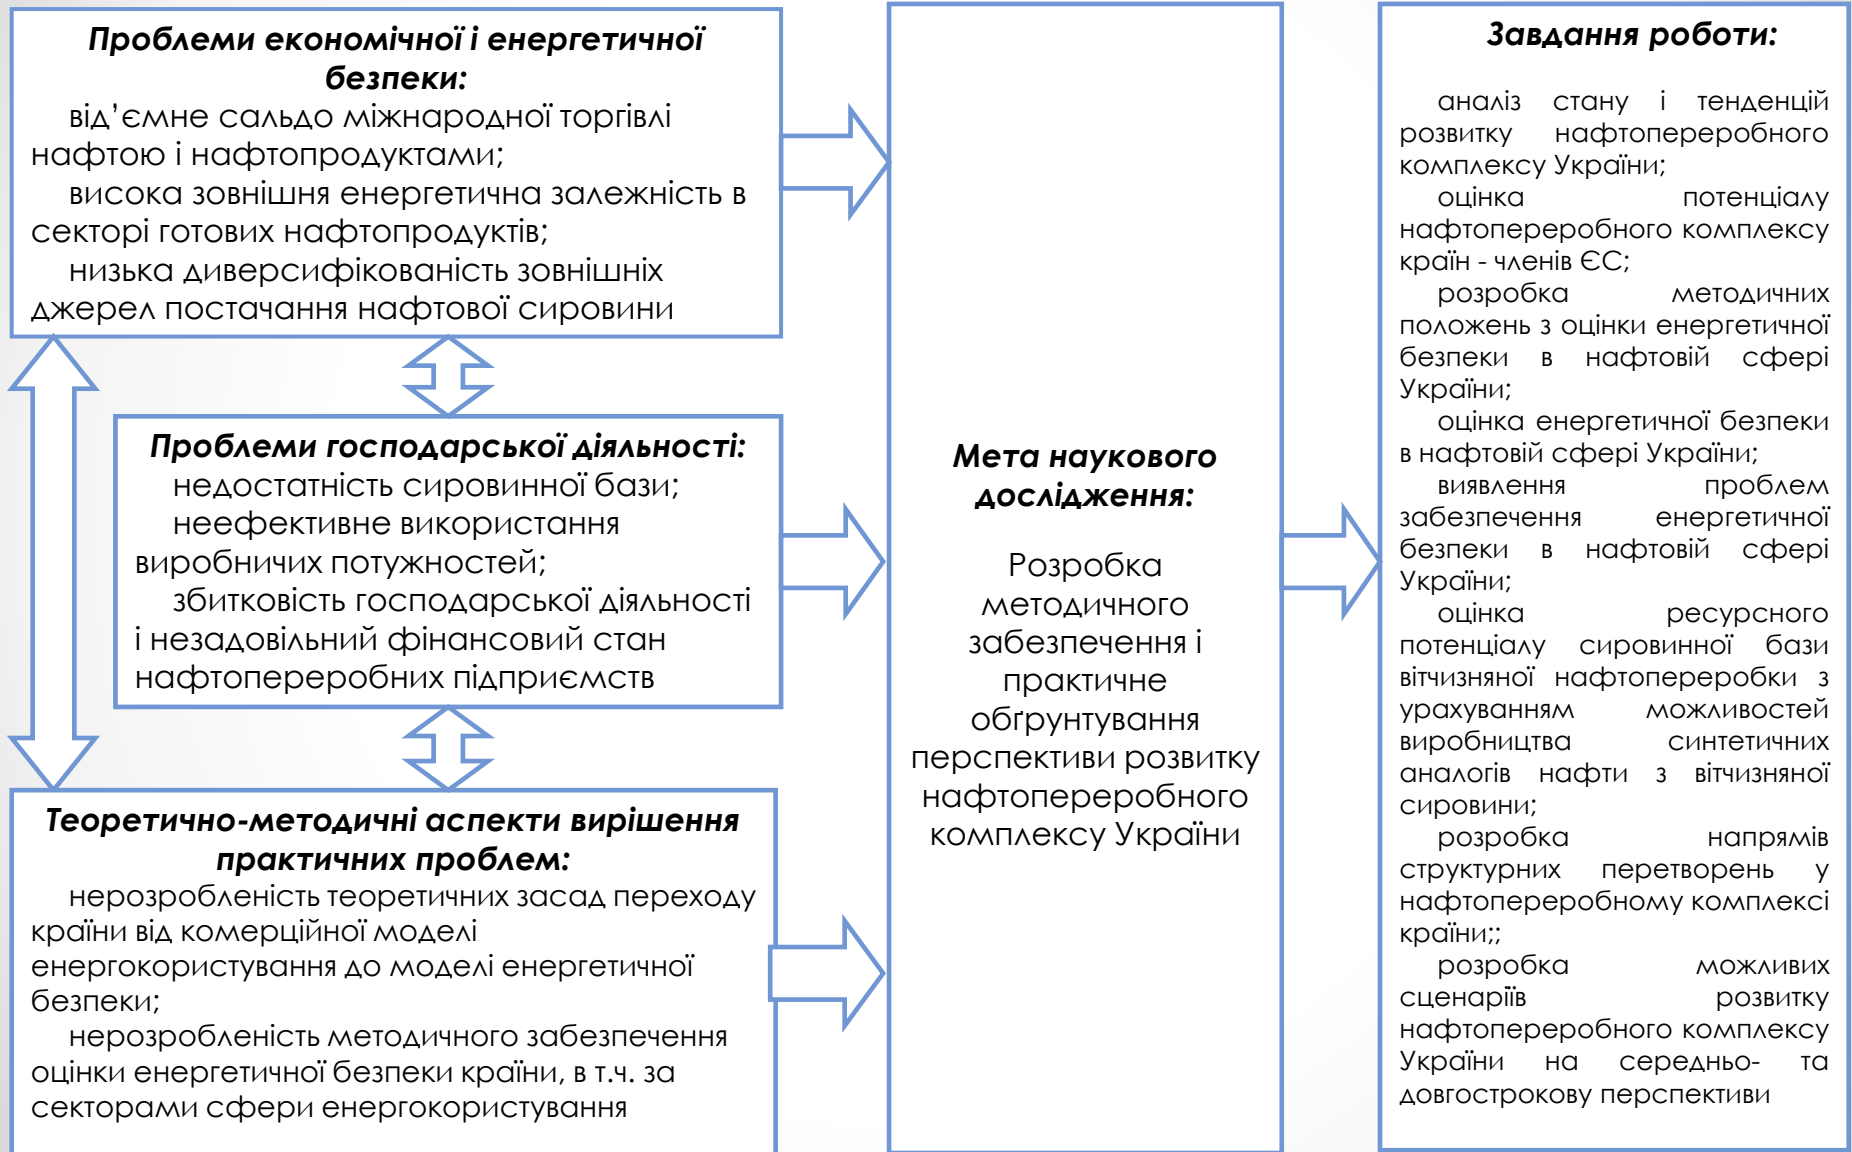 Проблеми економічної і енергетичної
безпеки:
від’ємне сальдо міжнародної торгівлі
нафтою і нафтопродуктами;
висока зовнішня енергетична залежність в
секторі готових нафтопродуктів;
низька диверсифікованість зовнішніх
джерел постачання нафтової сировини
Проблеми господарської діяльності:
недостатність сировинної бази;
неефективне використання
виробничих потужностей;
збитковість господарської діяльності
і незадовільний фінансовий стан
нафтопереробних підприємств
Теоретично-методичні аспекти вирішення
практичних проблем:
нерозробленість теоретичних засад переходу
країни від комерційної моделі
енергокористування до моделі енергетичної
безпеки;
нерозробленість методичного забезпечення
оцінки енергетичної безпеки країни, в т.ч. за
секторами сфери енергокористування
Мета наукового
дослідження:
Розробка
методичного
забезпечення і
практичне
обґрунтування
перспективи розвитку
нафтопереробного
комплексу України
Завдання роботи:
аналіз стану і тенденцій
розвитку нафтопереробного
комплексу України;
оцінка потенціалу
нафтопереробного комплексу
країн - членів ЄС;
розробка методичних
положень з оцінки енергетичної
безпеки в нафтовій сфері
України;
оцінка енергетичної безпеки
в нафтовій сфері України;
виявлення проблем
забезпечення енергетичної
безпеки в нафтовій сфері
України;
оцінка ресурсного
потенціалу сировинної бази
вітчизняної нафтопереробки з
урахуванням можливостей
виробництва синтетичних
аналогів нафти з вітчизняної
сировини;
розробка напрямів
структурних перетворень у
нафтопереробному комплексі
країни;;
розробка можливих
сценаріїв розвитку
нафтопереробного комплексу
України на середньо- та
довгострокову перспективи